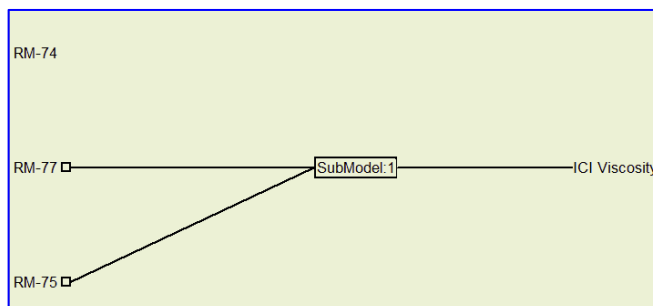 RM-74
RM-77
SubModel:1
ICI Viscosity
RM-75